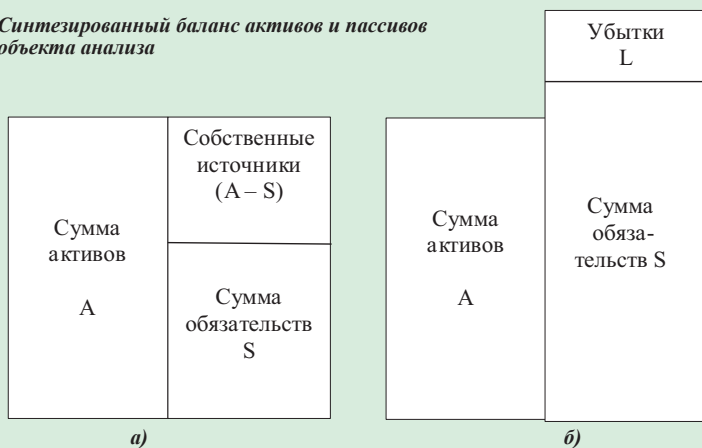 Синтезированный баланс активов и пассивов
объекта анализа
Сумма
активов
A
Собственные
источники
(A – S)
Сумма
обязательств
S
а)
Убытки
L
Сумма
активов
A
Сумма
обяза-
тельств S
б)